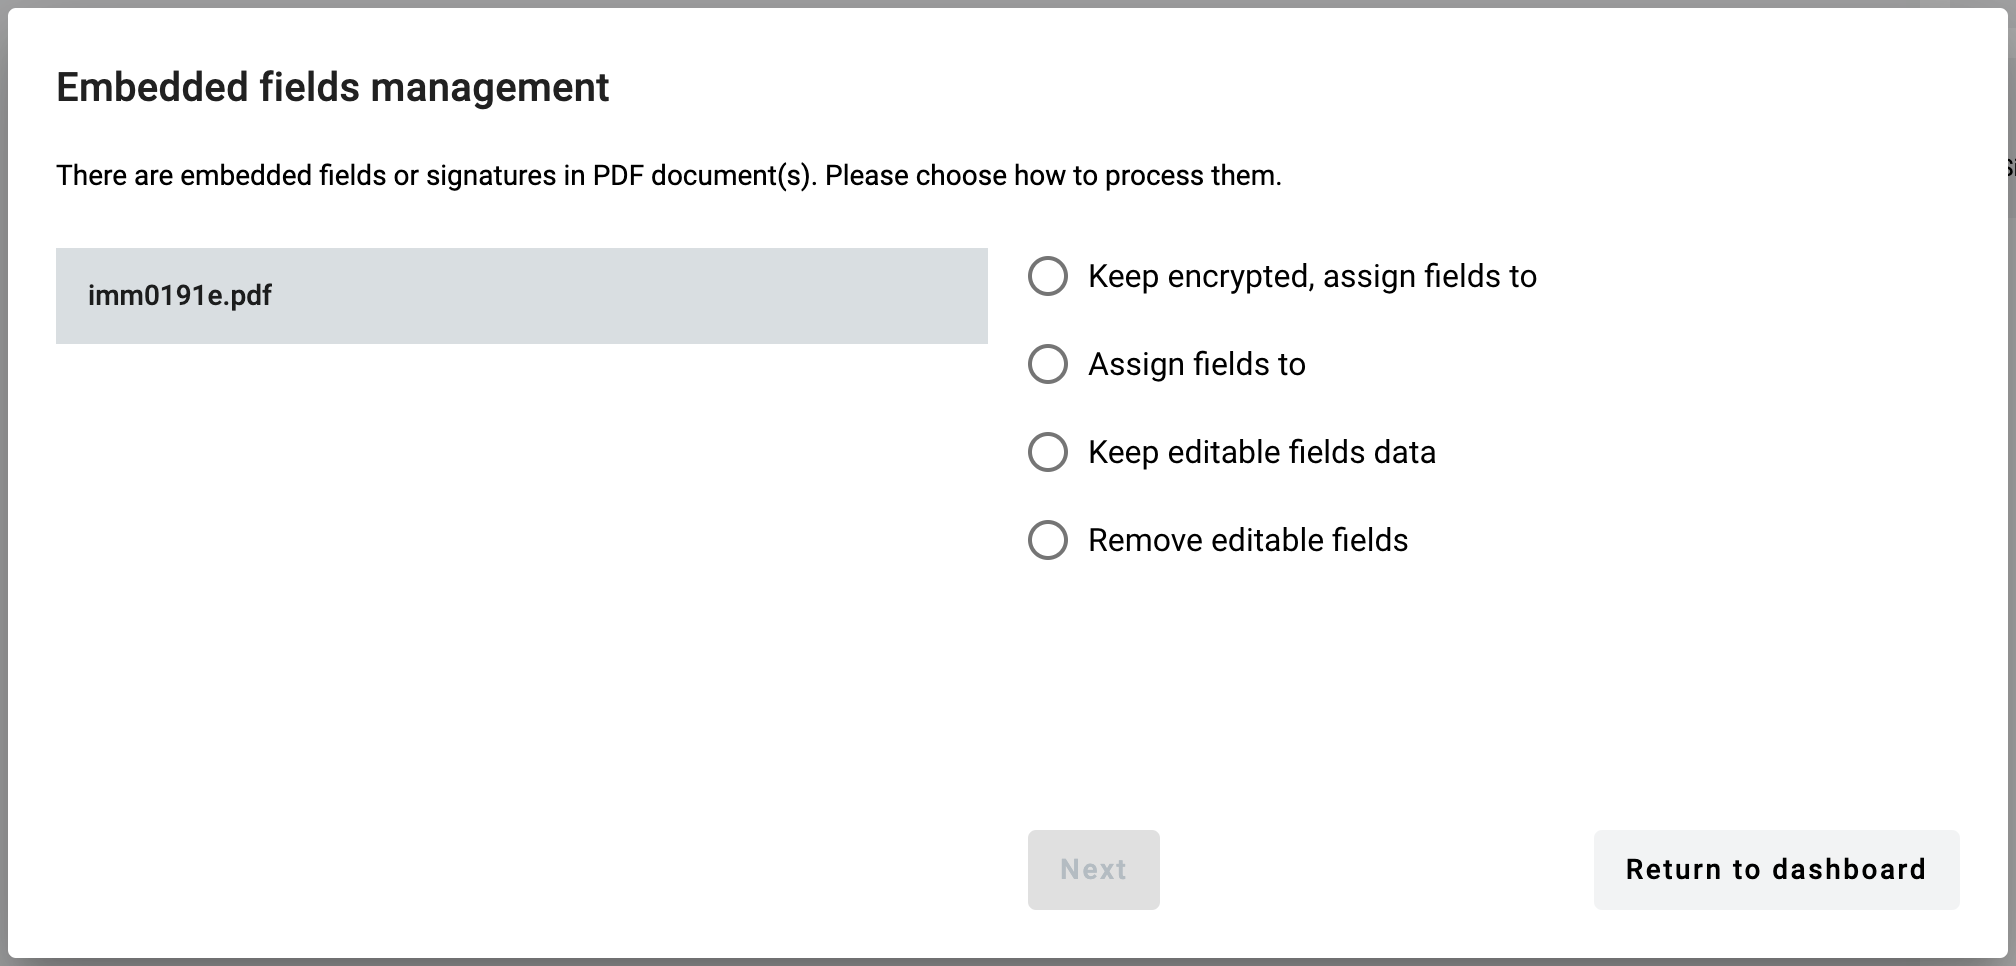 Embedded fields management
There are embedded fields or signatures in PDF document(s). Please choose how to process them.
imm0191e.pdf
Keep encrypted, assign fields to
Assign fields to
Keep editable fields data
Remove editable fields
Next
Return to dashboard